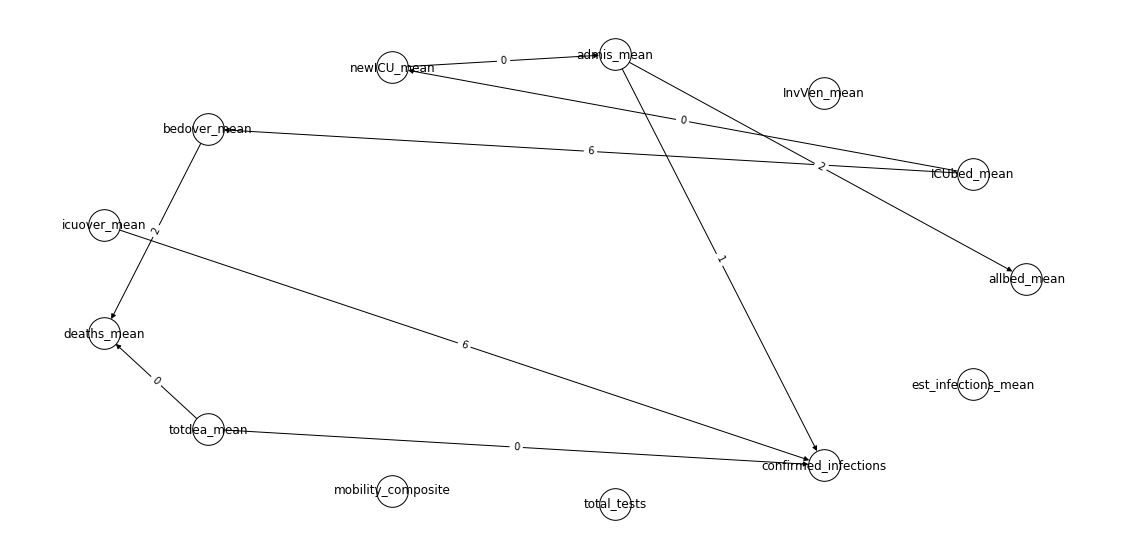 admis_mean
newICU_mean
0
InvVen_mean
0
bedover_mean
6
2
ICUbed_mean
icuover_mean
2
1
allbed_mean
deaths_mean
6
0
est_infections_mean
totdea_mean
0
confirmed_infections
mobility_composite
total_tests